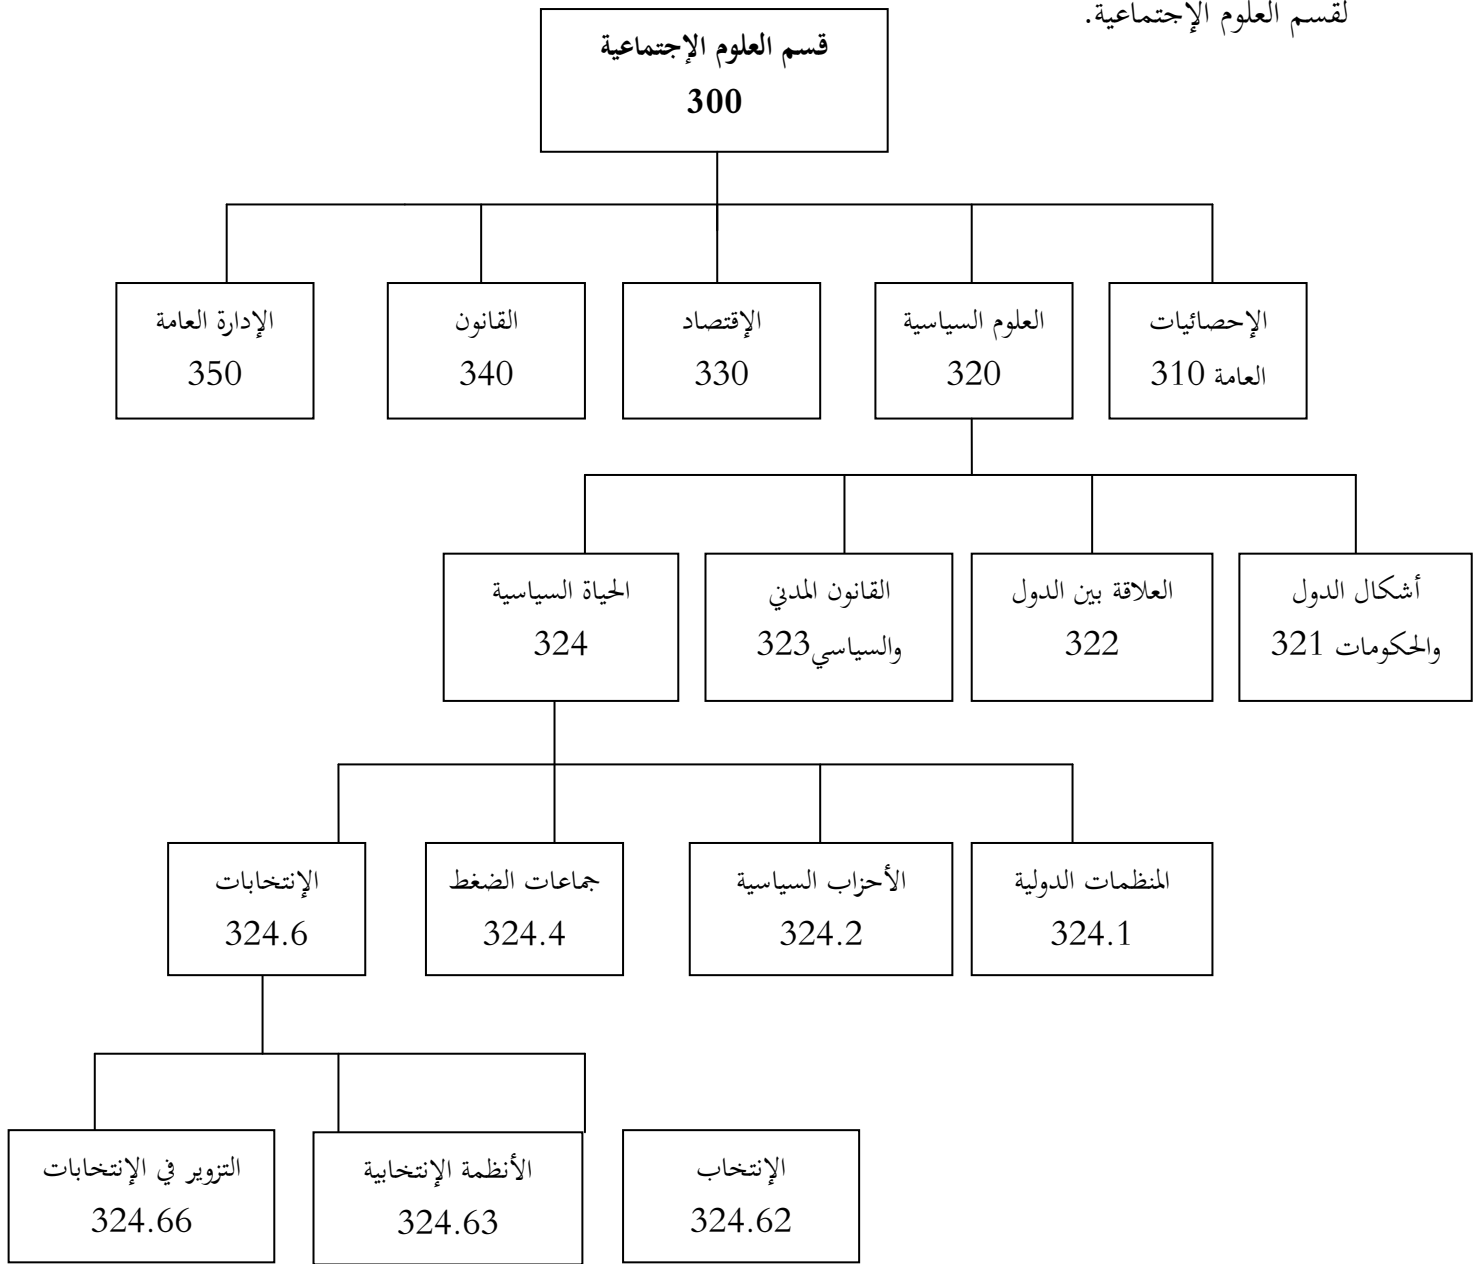 لقسم العلوم الإجتماعية.
قسم العلوم الإجتماعية
300
الإحصائيات
العامة 310
العلوم السياسية
320
الإقتصاد
330
القانون
340
الإدارة العامة
350
أشكال الدول
والحكومات 321
العلاقة بين الدول
322
القانون المدني
والسياسي323
الحياة السياسية
324
المنظمات الدولية
324.1
الأحزاب السياسية
324.2
جماعات الضغط
324.4
الإنتخابات
324.6
الإنتخاب
324.62
الأنظمة الإنتخابية
324.63
التزوير في الإنتخابات
324.66